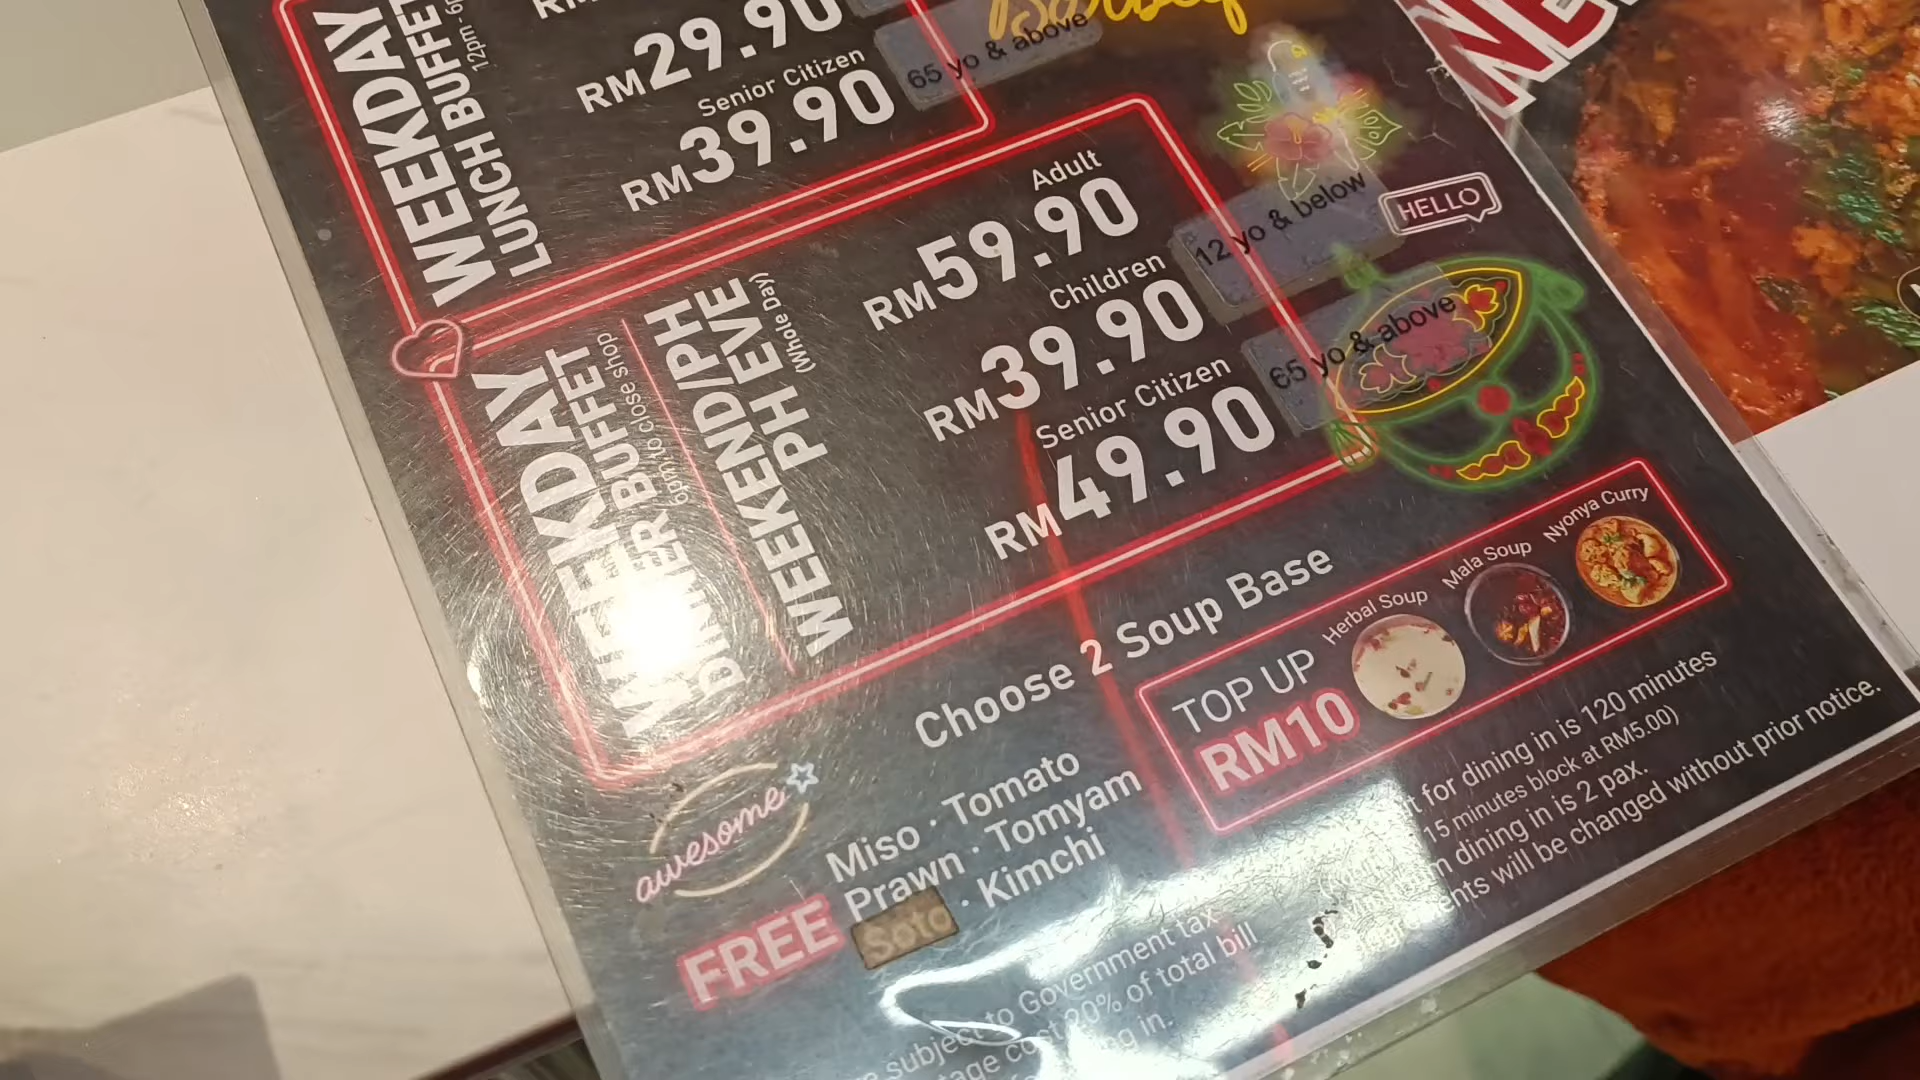 WEEKDAY
LUNCH BUFFET
RM29.90
Senior Citizen
65 yo & above
RM39.90
WEEKDAY
DINNER BUFFET
6pm to close shop
WEEKEND/PH
PH EVE
(Whole Day)
WEEKEND/PH
Adult
RM59.90
Children
12 yo & below
RM39.90
Senior Citizen
65 yo & above
RM49.90
HELLO
Choose 2 Soup Base
awesome
FREE
Miso · Tomato
Prawn · Tomyam
Soto · Kimchi
TOP UP
RM10
Herbal Soup
Mala Soup
Nyonya Curry
for dining in is 120 minutes
15 minutes block at RM5.00)
dining in is 2 pax.
will be changed without prior notice.
subject to Government tax
20% of total bill
in.